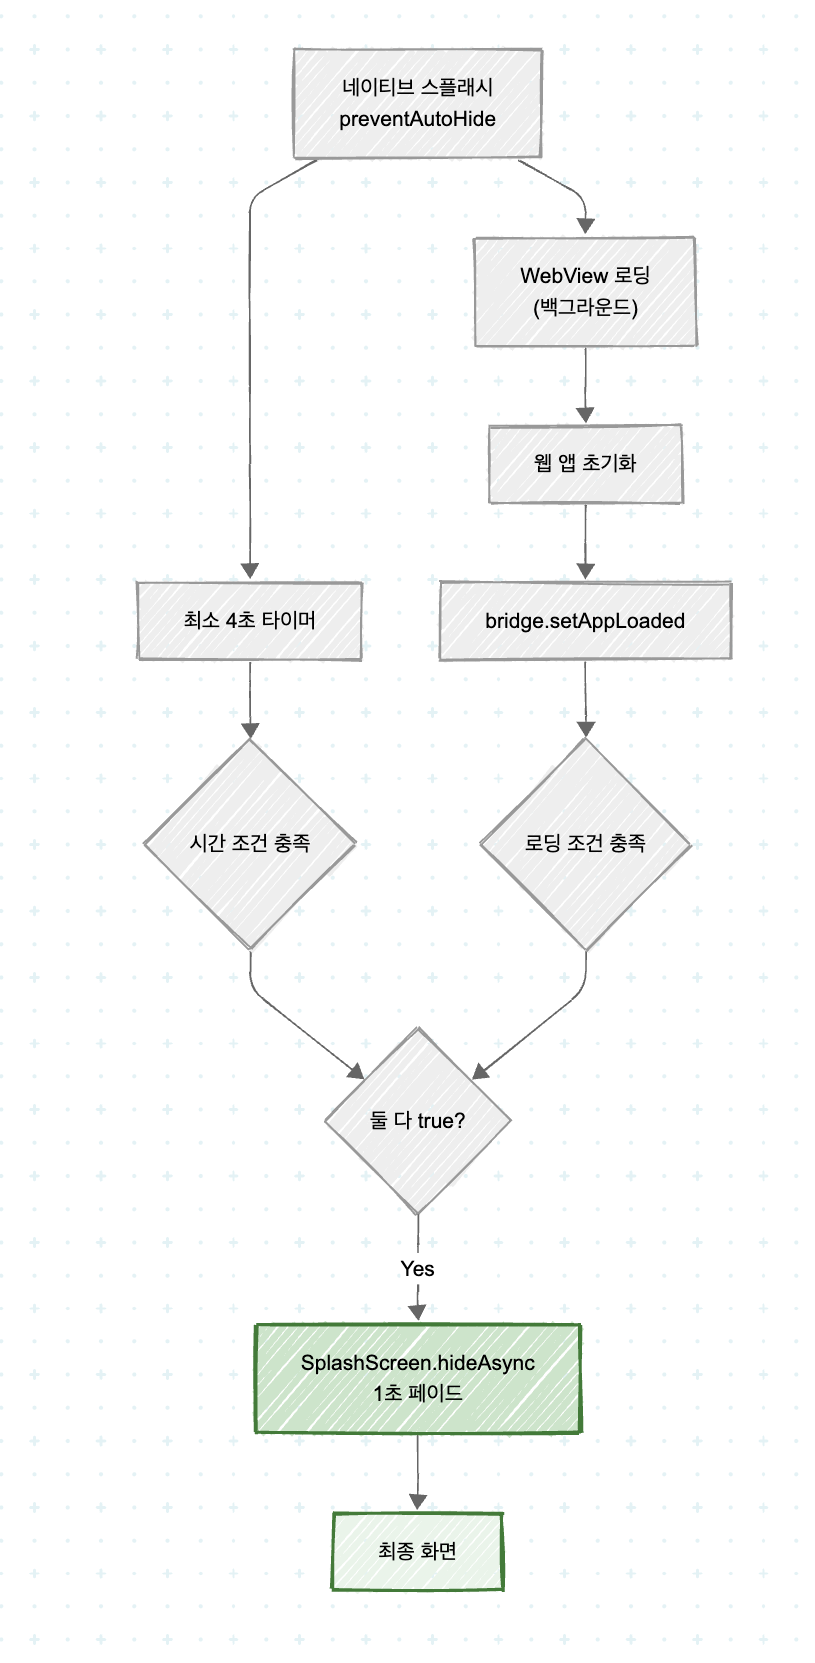 네이티브 스플래시
preventAutoHide
WebView 로딩
(백그라운드)
웹 앱 초기화
최소 4초 타이머
bridge.setAppLoaded
시간 조건 충족
로딩 조건 충족
둘 다 true?
Yes
SplashScreen.hideAsync
1초 페이드
최종 화면